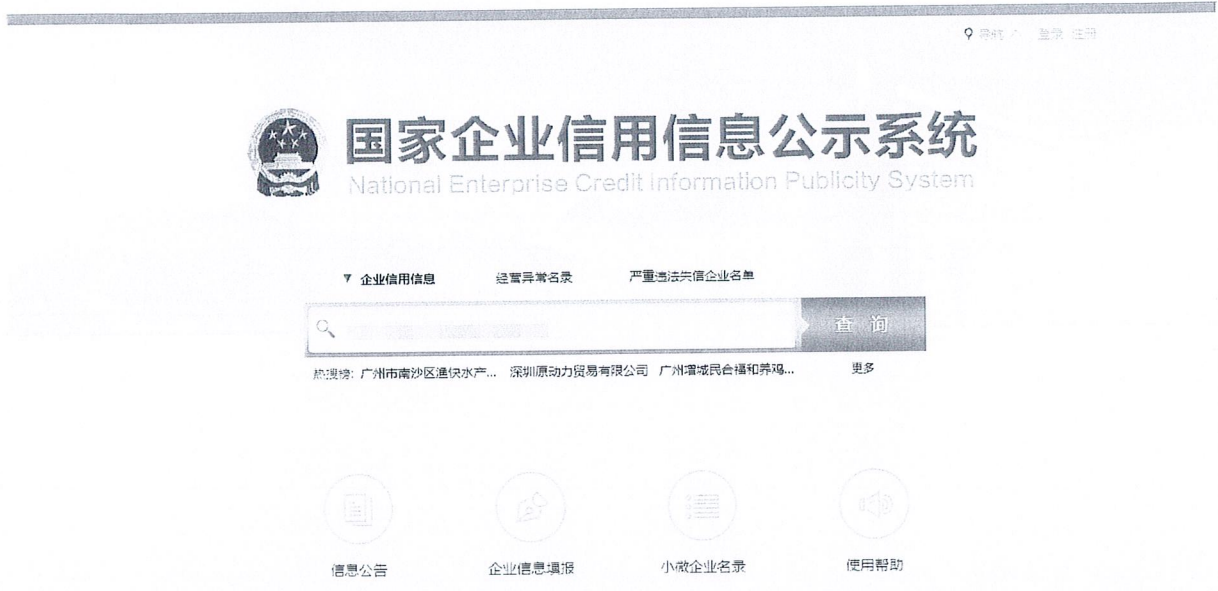 导航 登录 注册
国家企业信用信息公示系统
National Enterprise Credit Information Publicity System
企业信用信息 经营异常名录 严重违法失信企业名单
查 询
热搜榜: 广州市南沙区渔快水产... 深圳原动力贸易有限公司 广州增城民合福和养鸡... 更多
信息公告 企业信息填报 小微企业名录 使用帮助